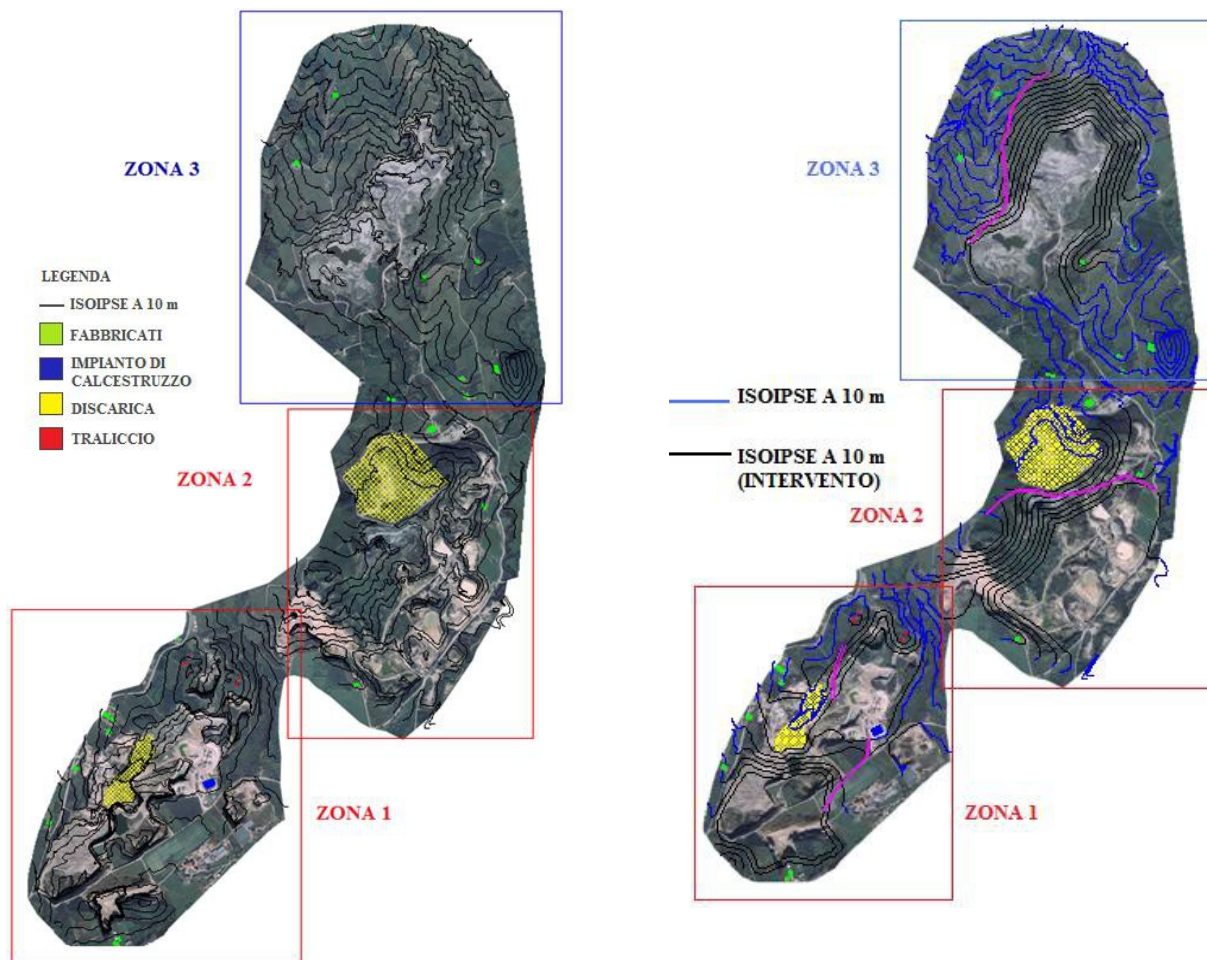 ZONA 3
LEGENDA
ISOIPSE A 10 m
FABBRICATI
IMPIANTO DI
CALCESTRUZZO
DISCARICA
TRALICCIO
ZONA 2
ZONA 1
ZONA 3
ISOIPSE A 10 m
ISOIPSE A 10 m
(INTERVENTO)
ZONA 2
ZONA 1